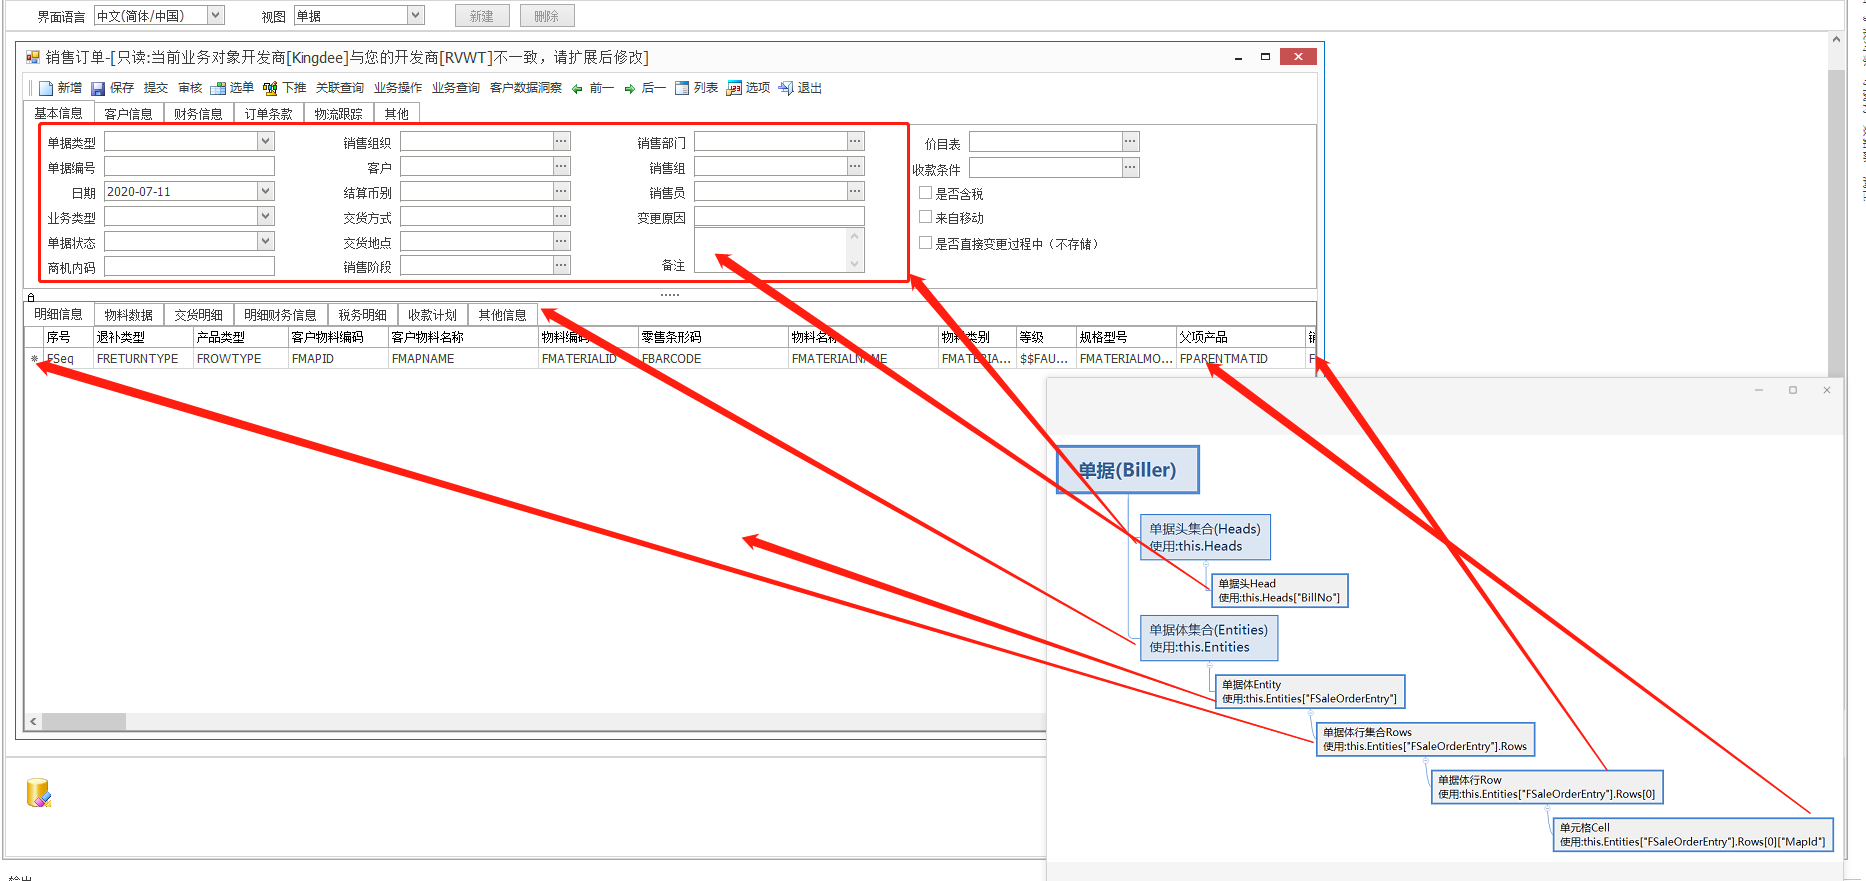 界面语言 中文(简体/中国) 视图 单据 新建 删除
销售订单-[只读:当前业务对象开发商[Kingdee]与您的开发商[RVWT]不一致，请扩展后修改]
新增 保存 提交 审核 选单 下推 关联查询 业务操作 业务查询 客户数据洞察 前一 后一 列表 选项 退出
基本信息 客户信息 财务信息 订单条款 物流跟踪 其他
单据类型 销售组织 销售部门 价目表
单据编号 客户 销售组 收款条件
日期 2020-07-11 结算币别 销售员 是否含税
业务类型 交货方式 变更原因 来自移动
单据状态 交货地点 是否直接变更过程中（不存储）
商机内码 销售阶段 备注
明细信息 物料数据 交货明细 明细财务信息 税务明细 收款计划 其他信息
序号 退补类型 产品类型 客户物料编码 客户物料名称 物料编码 零售条形码 物料名称 物料类别 等级 规格型号 父项产品
FSeq FRETURNTYPE FROWTYPE FMAPID FMAPNAME FMATERIALID FBARCODE FMATERIALNAME FMATERIA... $$FAU... FMATERIALMO... FPARENTMATID F
单据(Biller)
单据头集合(Heads)
使用:this.Heads
单据头Head
使用:this.Heads["BillNo"]
单据体集合(Entities)
使用:this.Entities
单据体Entity
使用:this.Entities["FSaleOrderEntry"]
单据体行集合Rows
使用:this.Entities["FSaleOrderEntry"].Rows
单据体行Row
使用:this.Entities["FSaleOrderEntry"].Rows[0]
单元格Cell
使用:this.Entities["FSaleOrderEntry"].Rows[0]["MapId"]